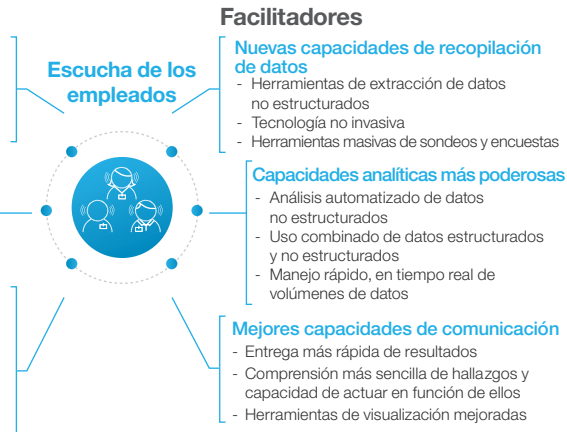 Facilitadores
Escucha de los
empleados
Nuevas capacidades de recopilación
de datos
- Herramientas de extracción de datos
no estructurados
- Tecnología no invasiva
- Herramientas masivas de sondeos y encuestas
Capacidades analíticas más poderosas
- Análisis automatizado de datos
no estructurados
- Uso combinado de datos estructurados
y no estructurados
- Manejo rápido, en tiempo real de
volúmenes de datos
Mejores capacidades de comunicación
- Entrega más rápida de resultados
- Comprensión más sencilla de hallazgos y
capacidad de actuar en función de ellos
- Herramientas de visualización mejoradas